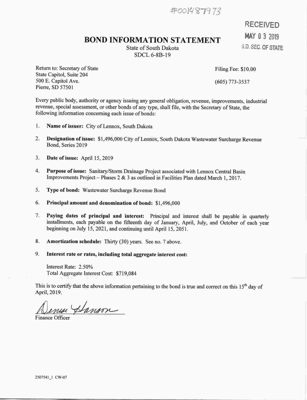 #001487973
RECEIVED
MAY 03 2019
S.D. SEC. OF STATE
BOND INFORMATION STATEMENT
State of South Dakota
SDCL 6-8B-19
Return to: Secretary of State
Filing Fee: $10.00
State Capitol, Suite 204
500 E. Capitol Ave.
(605) 773-3537
Pierre, SD 57501
Every public body, authority or agency issuing any general obligation, revenue, improvements, industrial
revenue, special assessment, or other bonds of any type, shall file, with the Secretary of State, the
following information concerning each issue of bonds:
1. Name of issuer: City of Lennox, South Dakota
2. Designation of issue: $1,496,000 City of Lennox, South Dakota Wastewater Surcharge Revenue
Bond, Series 2019
3. Date of issue: April 15, 2019
4. Purpose of issue: Sanitary/Storm Drainage Project associated with Lennox Central Basin
Improvements Project – Phases 2 & 3 as outlined in Facilities Plan dated March 1, 2017.
5. Type of bond: Wastewater Surcharge Revenue Bond
6. Principal amount and denomination of bond: $1,496,000
7. Paying dates of principal and interest: Principal and interest shall be payable in quarterly
installments, each payable on the fifteenth day of January, April, July, and October of each year
beginning on July 15, 2021, and continuing until April 15, 2051.
8. Amortization schedule: Thirty (30) years. See no. 7 above.
9. Interest rate or rates, including total aggregate interest cost:
Interest Rate: 2.50%
Total Aggregate Interest Cost: $719,084
This is to certify that the above information pertaining to the bond is true and correct on this 15th day of
April, 2019.
Denise Hanson
Finance Officer